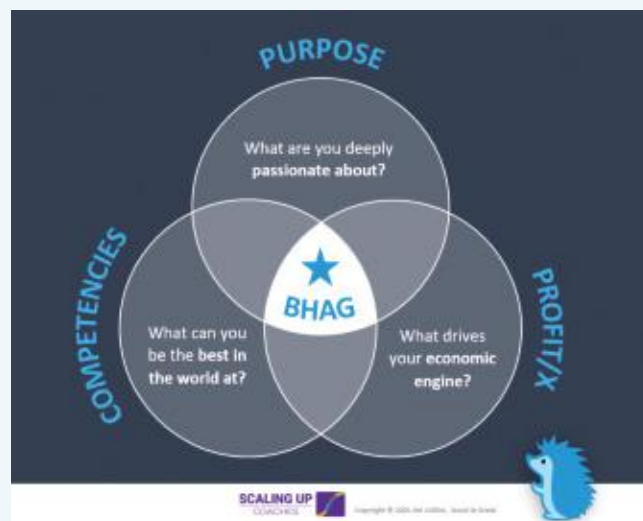 PURPOSE
What are you deeply
passionate about?
COMPETENCIES
BHAG
PROFIT/X
What can you
be the best in
the world at?
What drives
your economic
engine?
SCALING UP
COACHES
Copyright ©